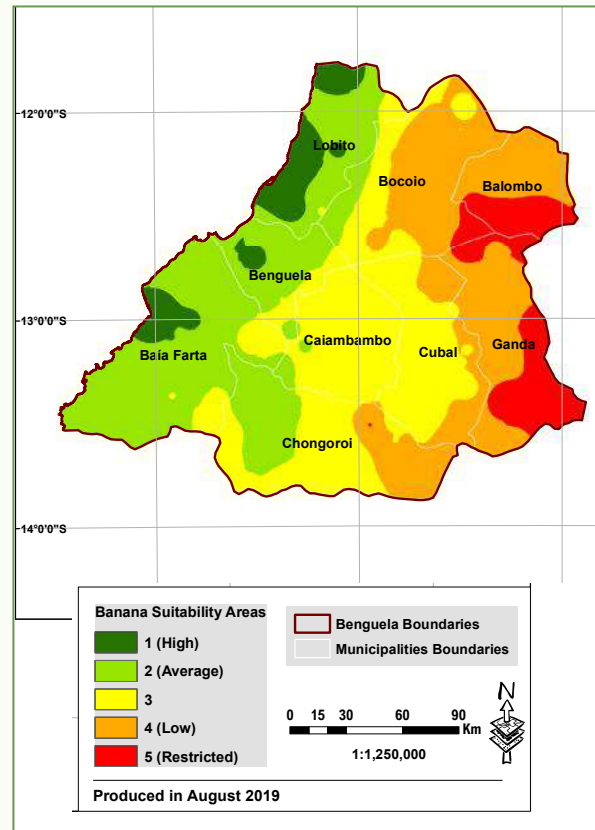 12°0'0"S
Lobito
Bocoio
Balombo
Benguela
13°0'0"S
Baía Farta
Caiambambo
Cubal
Ganda
Chongoroi
14°0'0"S
Banana Suitability Areas
1 (High)
2 (Average)
3
4 (Low)
5 (Restricted)
Benguela Boundaries
Municipalities Boundaries
N
0 15 30 60 90
Km
1:1,250,000
Produced in August 2019